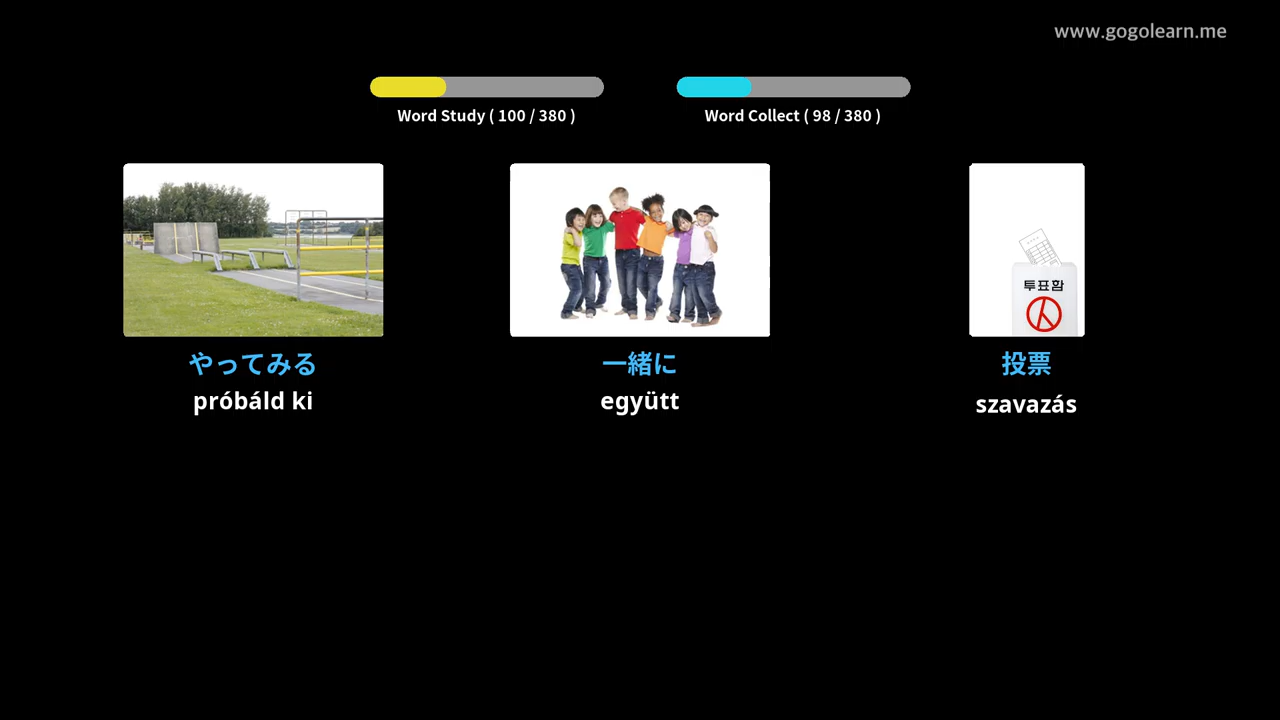 www.gogolearn.me
Word Study ( 100 / 380 )
Word Collect ( 98 / 380 )
투표함
やってみる
一緒に
投票
próbáld ki
együtt
szavazás